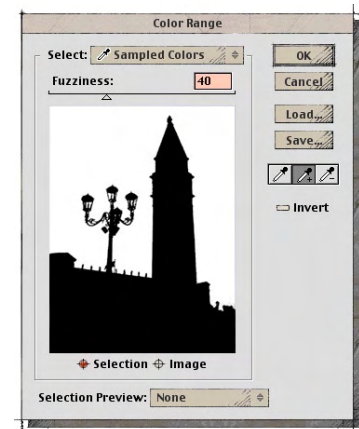 Color Range
Select: Sampled Colors
Fuzziness: 40
Selection Image
Selection Preview: None
OK
Cancel
Load...
Save...
Invert